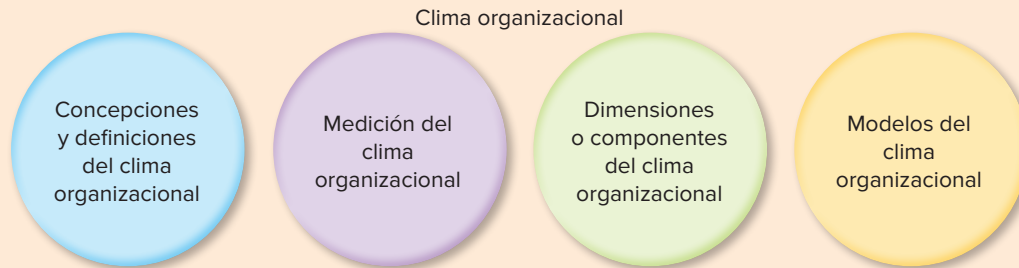 Clima organizacional
Concepciones
y definiciones
del clima
organizacional
Medición del
clima
organizacional
Dimensiones
o componentes
del clima
organizacional
Modelos del
clima
organizacional